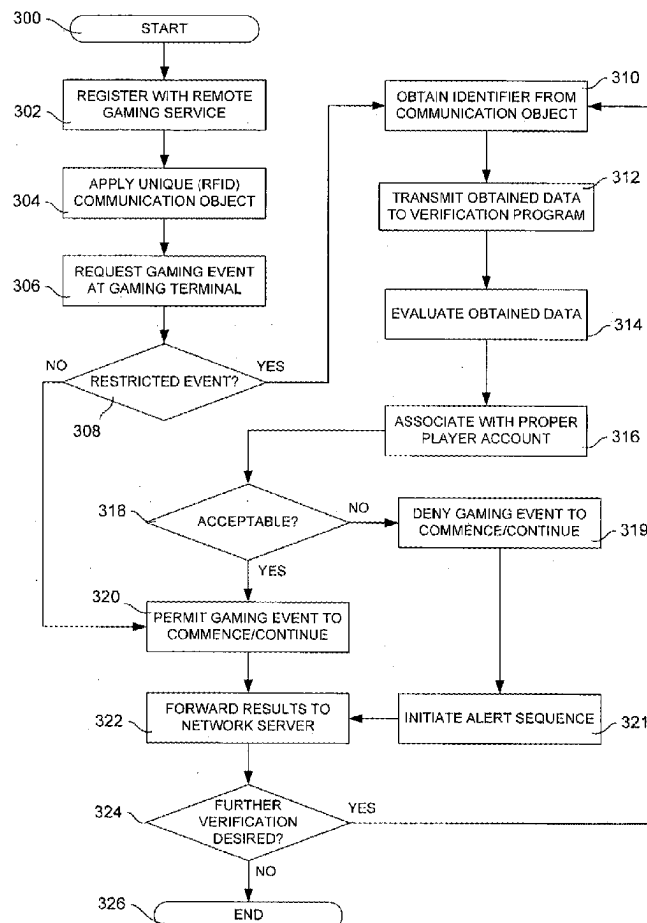 300
START
302
REGISTER WITH REMOTE
GAMING SERVICE
304
APPLY UNIQUE (RFID)
COMMUNICATION OBJECT
306
REQUEST GAMING EVENT
AT GAMING TERMINAL
NO
YES
RESTRICTED EVENT?
308
310
OBTAIN IDENTIFIER FROM
COMMUNICATION OBJECT
312
TRANSMIT OBTAINED DATA
TO VERIFICATION PROGRAM
EVALUATE OBTAINED DATA
314
ASSOCIATE WITH PROPER
PLAYER ACCOUNT
316
318
ACCEPTABLE?
NO
YES
DENY GAMING EVENT TO
COMMENCE/CONTINUE
319
320
PERMIT GAMING EVENT TO
COMMENCE/CONTINUE
322
FORWARD RESULTS TO
NETWORK SERVER
INITIATE ALERT SEQUENCE
321
324
FURTHER
VERIFICATION
DESIRED?
YES
NO
326
END